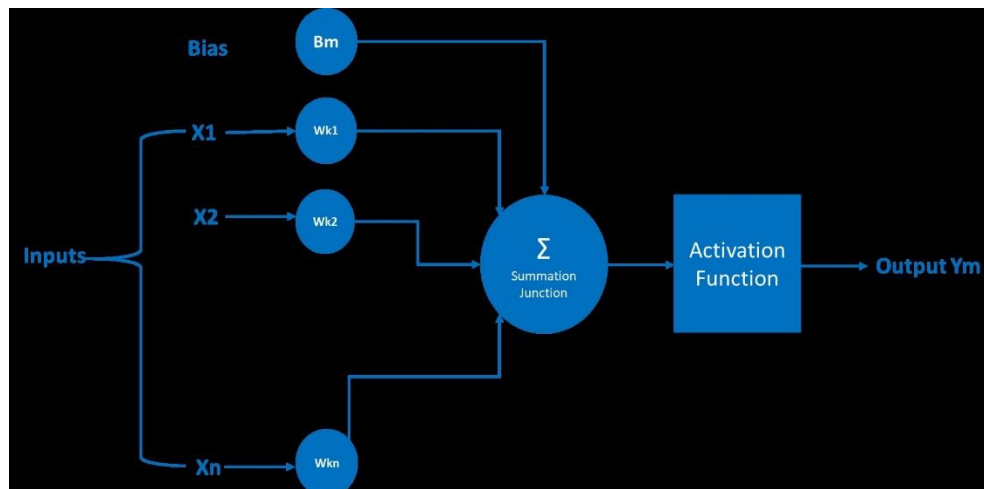 Bias
Bm
X1
Wk1
X2
Wk2
Inputs
Σ
Summation
Junction
Activation
Function
Output Ym
Xn
Wkn